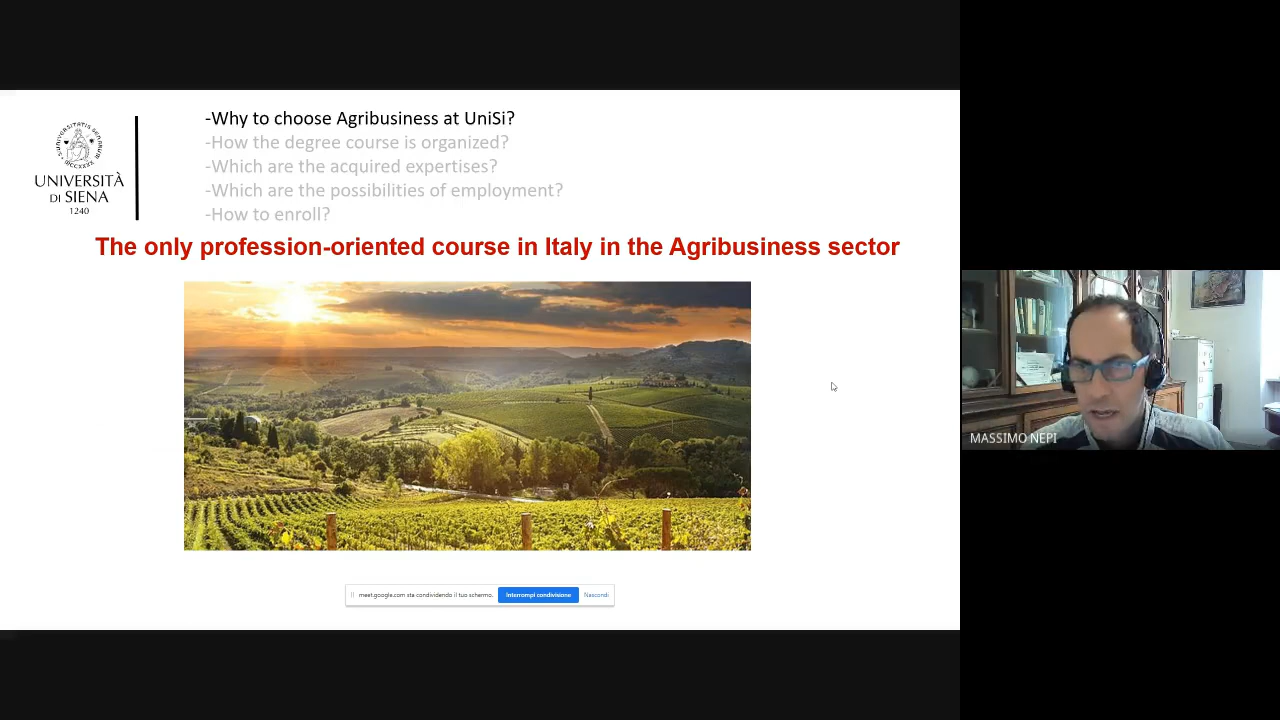 -Why to choose Agribusiness at UniSi?
-How the degree course is organized?
-Which are the acquired expertises?
-Which are the possibilities of employment?
-How to enroll?
UNIVERSITÀ
DI SIENA
1240
The only profession-oriented course in Italy in the Agribusiness sector
MASSIMO NEPI
meet.google.com sta condividendo il tuo schermo. Interrompi condivisione Nascondi